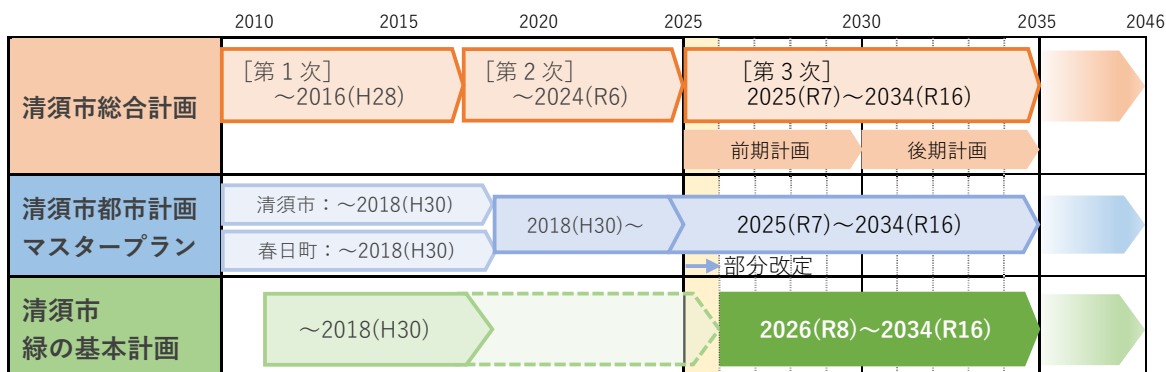 2010 2015 2020 2025 2030 2035 2046
清須市総合計画
［第１次］
～2016(H28)
［第２次］
～2024(R6)
［第３次］
2025(R7)～2034(R16)
前期計画
後期計画
清須市都市計画
マスタープラン
清須市：～2018(H30)
春日町：～2018(H30)
2018(H30)～
2025(R7)～2034(R16)
部分改定
清須市
緑の基本計画
～2018(H30)
2026(R8)～2034(R16)